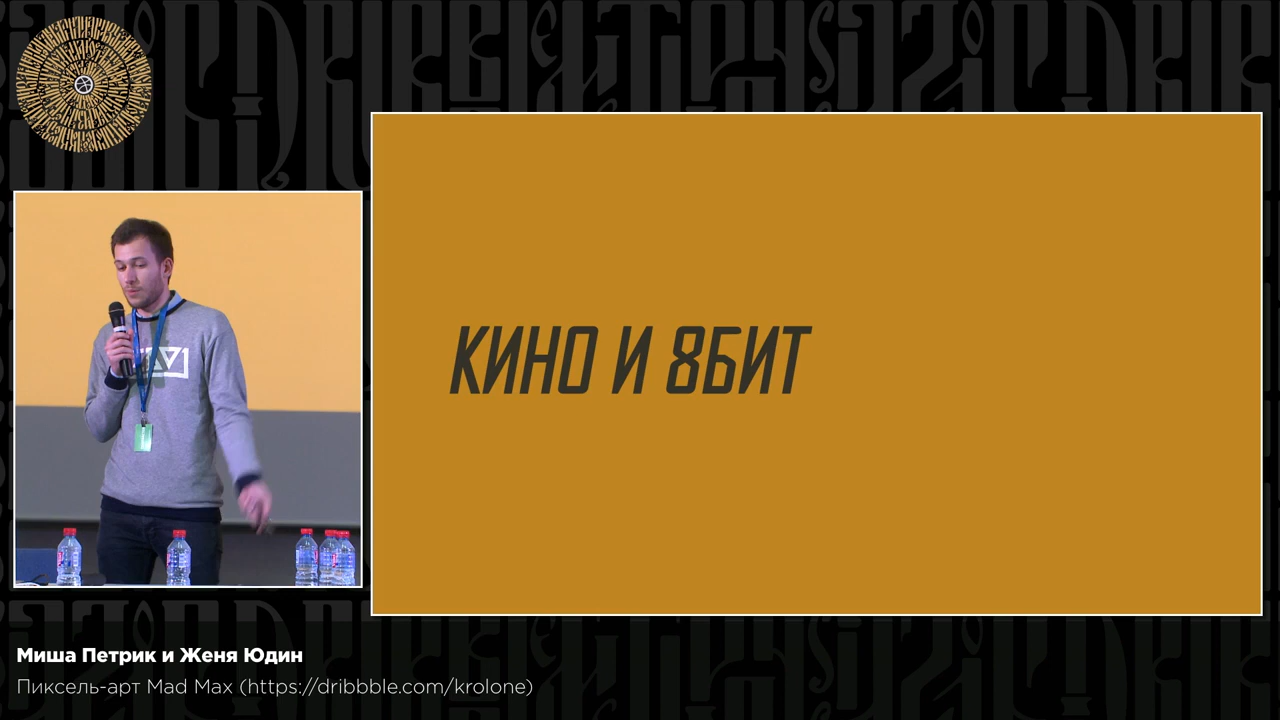 КИНО И 8БИТ
Миша Петрик и Женя Юдин
Пиксель-арт Mad Max (https://dribbble.com/krolone)